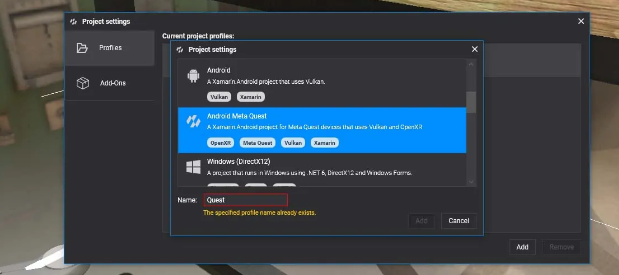 Project settings
Profiles
Add-Ons
Current project profiles:
Project settings
Android
A Xamarin.Android project that uses Vulkan.
Vulkan Xamarin
Android Meta Quest
A Xamarin.Android project for Meta Quest devices that uses Vulkan and OpenXR
OpenXR Meta Quest Vulkan Xamarin
Windows (DirectX12)
A project that runs in Windows using .NET 6, DirectX12 and Windows Forms.
Name: Quest
The specified profile name already exists.
Add Cancel
Add Remove